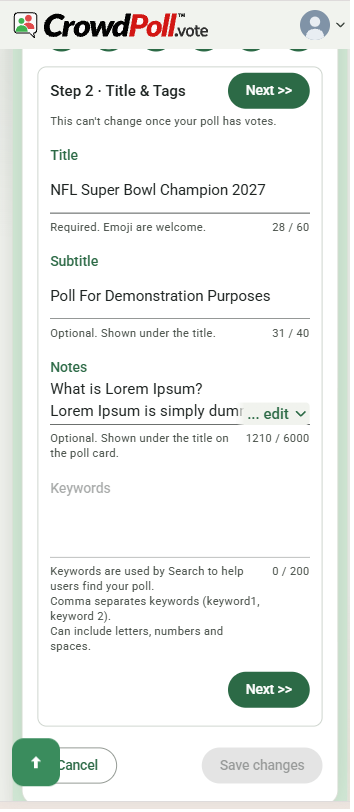 CrowdPoll.vote™
Step 2 · Title & Tags
Next >>
This can't change once your poll has votes.
Title
NFL Super Bowl Champion 2027
Required. Emoji are welcome.
28 / 60
Subtitle
Poll For Demonstration Purposes
Optional. Shown under the title.
31 / 40
Notes
What is Lorem Ipsum?
Lorem Ipsum is simply
... edit
Optional. Shown under the title on
1210 / 6000
the poll card.
Keywords
Keywords are used by Search to help
0 / 200
users find your poll.
Comma separates keywords (keyword1,
keyword 2).
Can include letters, numbers and
spaces.
Next >>
Cancel
Save changes